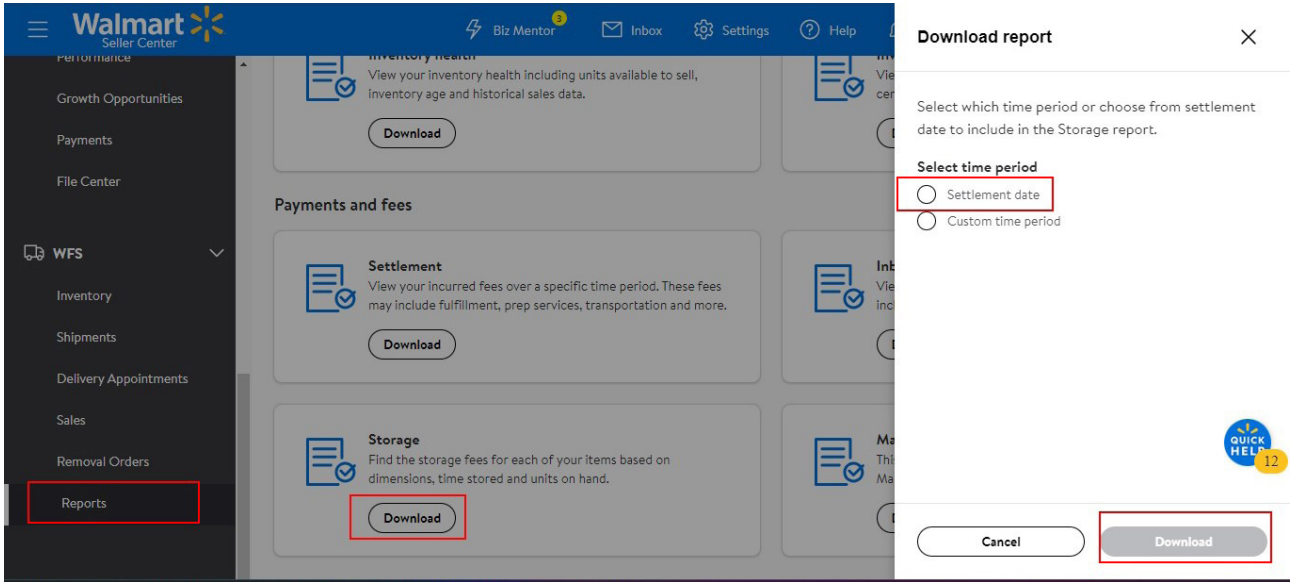 Walmart
Seller Center
Biz Mentor
3
Inbox
Settings
Help
Performance
Growth Opportunities
Payments
File Center
WFS
Inventory
Shipments
Delivery Appointments
Sales
Removal Orders
Reports
Inventory health
View your inventory health including units available to sell,
inventory age and historical sales data.
Download
Payments and fees
Settlement
View your incurred fees over a specific time period. These fees
may include fulfillment, prep services, transportation and more.
Download
Storage
Find the storage fees for each of your items based on
dimensions, time stored and units on hand.
Download
Download report
Select which time period or choose from settlement
date to include in the Storage report.
Select time period
Settlement date
Custom time period
QUICK
HELP
12
Cancel
Download